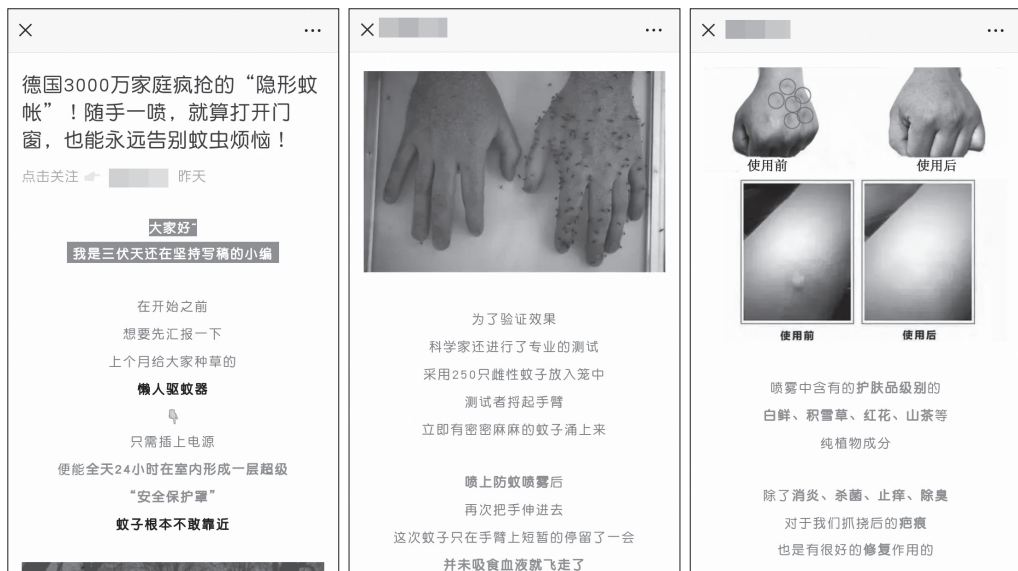 德国3000万家庭疯抢的“隐形蚊
帐”！随手一喷，就算打开门
窗，也能永远告别蚊虫烦恼！
点击关注
昨天
大家好~
我是三伏天还在坚持写稿的小编
在开始之前
想要先汇报一下
上个月给大家种草的
懒人驱蚊器
只需插上电源
便能全天24小时在室内形成一层超级
“安全保护罩”
蚊子根本不敢靠近
为了验证效果
科学家还进行了专业的测试
采用250只雌性蚊子放入笼中
测试者捋起手臂
立即有密密麻麻的蚊子涌上来
喷上防蚊喷雾后
再次把手伸进去
这次蚊子只在手臂上短暂的停留了一会
并未吸食血液就飞走了
使用前 使用后
使用前 使用后
喷雾中含有的护肤品级别的
白鲜、积雪草、红花、山茶等
纯植物成分
除了消炎、杀菌、止痒、除臭
对于我们抓挠后的疤痕
也是有很好的修复作用的